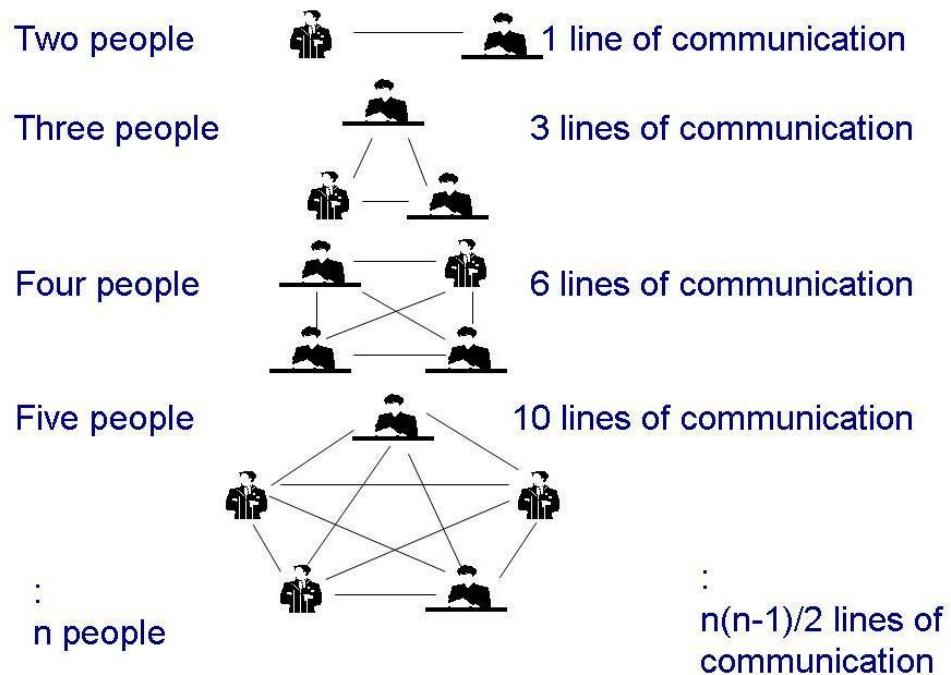 Two people
1 line of communication
Three people
3 lines of communication
Four people
6 lines of communication
Five people
10 lines of communication
:
n people
:
n(n-1)/2 lines of
communication